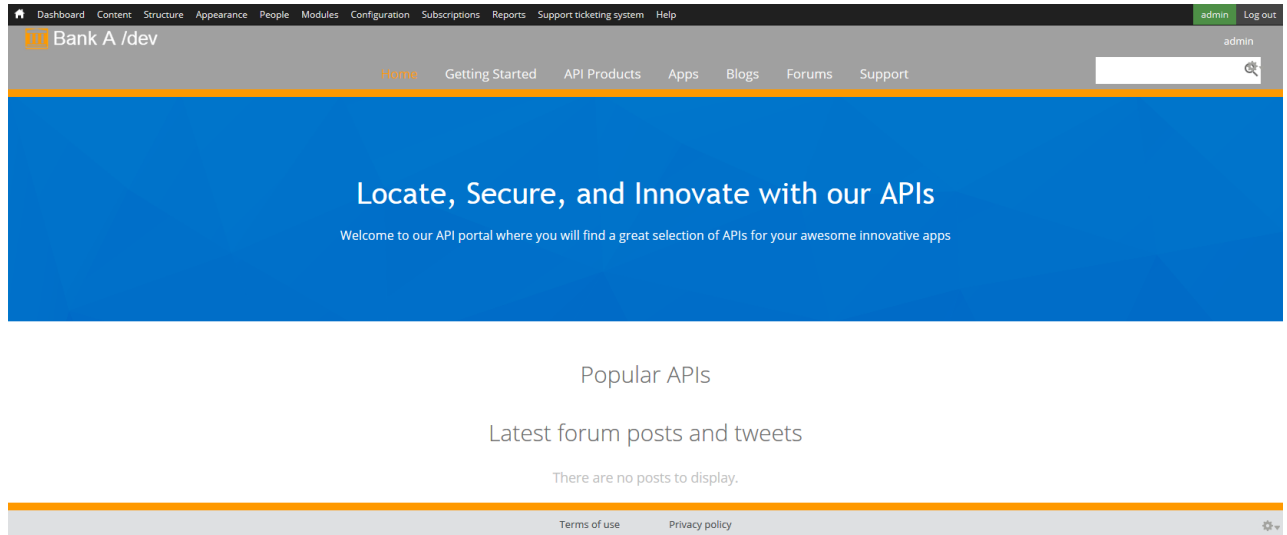 Dashboard Content Structure Appearance People Modules Configuration Subscriptions Reports Support ticketing system Help admin Log out
Bank A /dev
admin
Home Getting Started API Products Apps Blogs Forums Support
Locate, Secure, and Innovate with our APIs
Welcome to our API portal where you will find a great selection of APIs for your awesome innovative apps
Popular APIs
Latest forum posts and tweets
There are no posts to display.
Terms of use Privacy policy